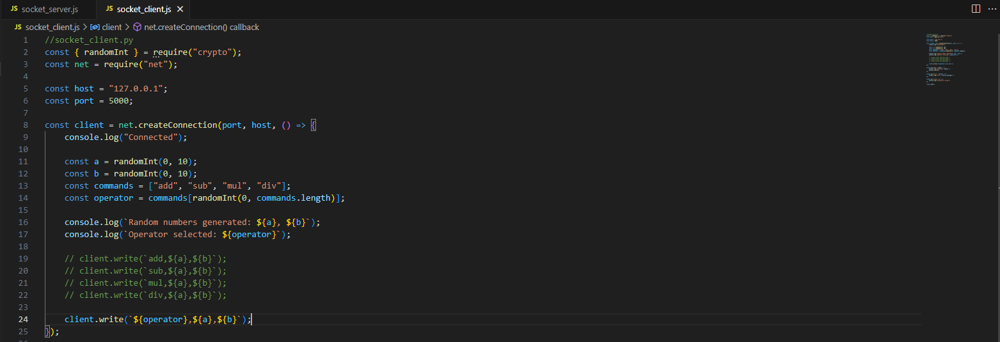 JS socket_server.js JS socket_client.js ×
JS socket_client.js > client > net.createConnection() callback
1 //socket_client.py
2 const { randomInt } = require("crypto");
3 const net = require("net");
4
5 const host = "127.0.0.1";
6 const port = 5000;
7
8 const client = net.createConnection(port, host, () => {
9     console.log("Connected");
10
11     const a = randomInt(0, 10);
12     const b = randomInt(0, 10);
13     const commands = ["add", "sub", "mul", "div"];
14     const operator = commands[randomInt(0, commands.length)];
15
16     console.log(`Random numbers generated: ${a}, ${b}`);
17     console.log(`Operator selected: ${operator}`);
18
19     // client.write(`add,${a},${b}`);
20     // client.write(`sub,${a},${b}`);
21     // client.write(`mul,${a},${b}`);
22     // client.write(`div,${a},${b}`);
23
24     client.write(`${operator},${a},${b}`);
25 });